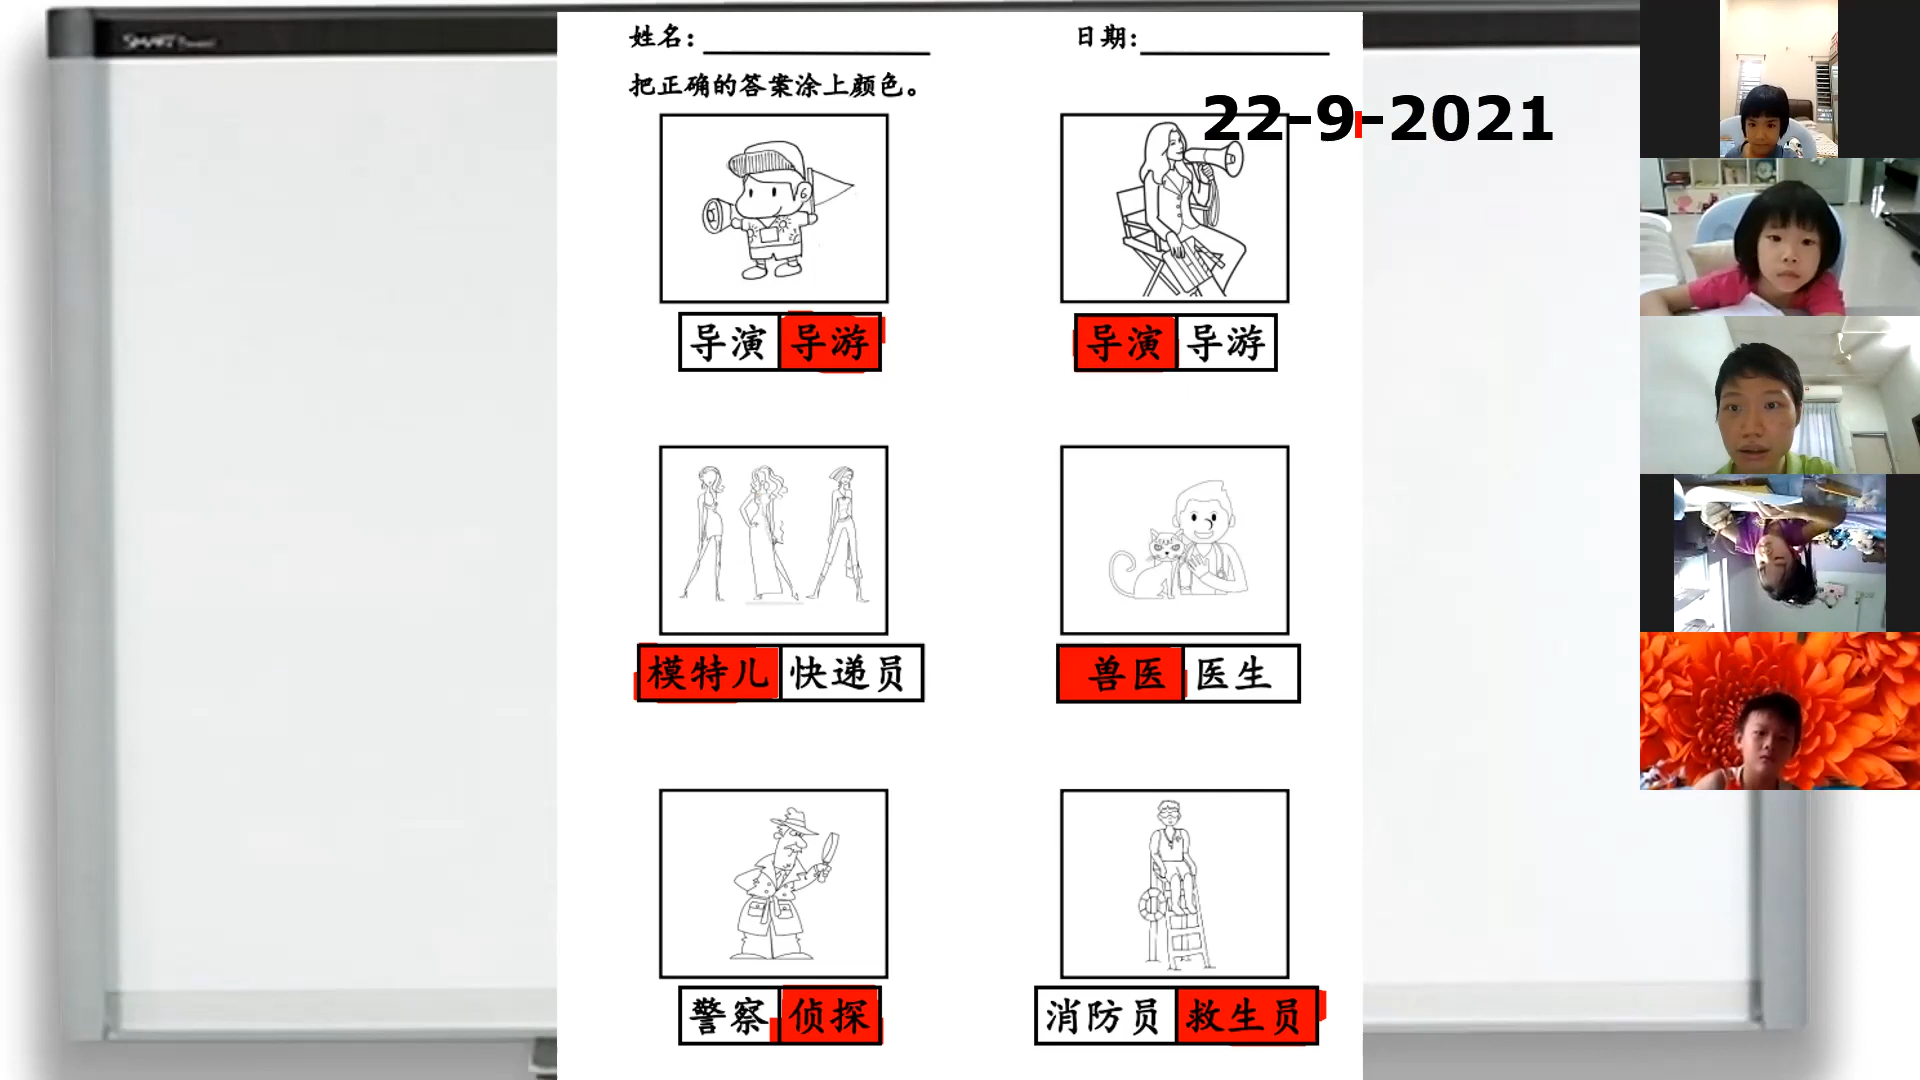 SMART Board
姓名: 日期:
把正确的答案涂上颜色。
22-9-2021
导演 导游 导演 导游
模特儿 快递员 兽医 医生
警察 侦探 消防员 救生员